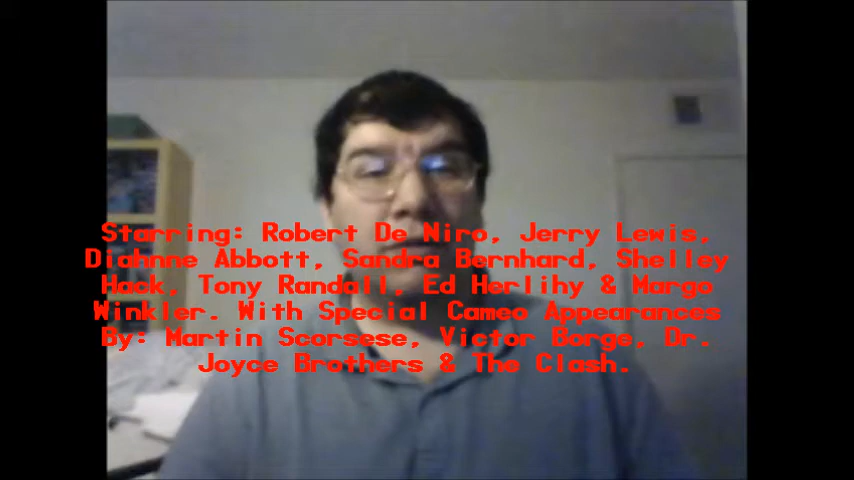 Starring: Robert De Niro, Jerry Lewis,
Diahnne Abbott, Sandra Bernhard, Shelley
Hack, Tony Randall, Ed Herlihy & Margo
Winkler. With Special Cameo Appearances
By: Martin Scorsese, Victor Borge, Dr.
Joyce Brothers & The Clash.